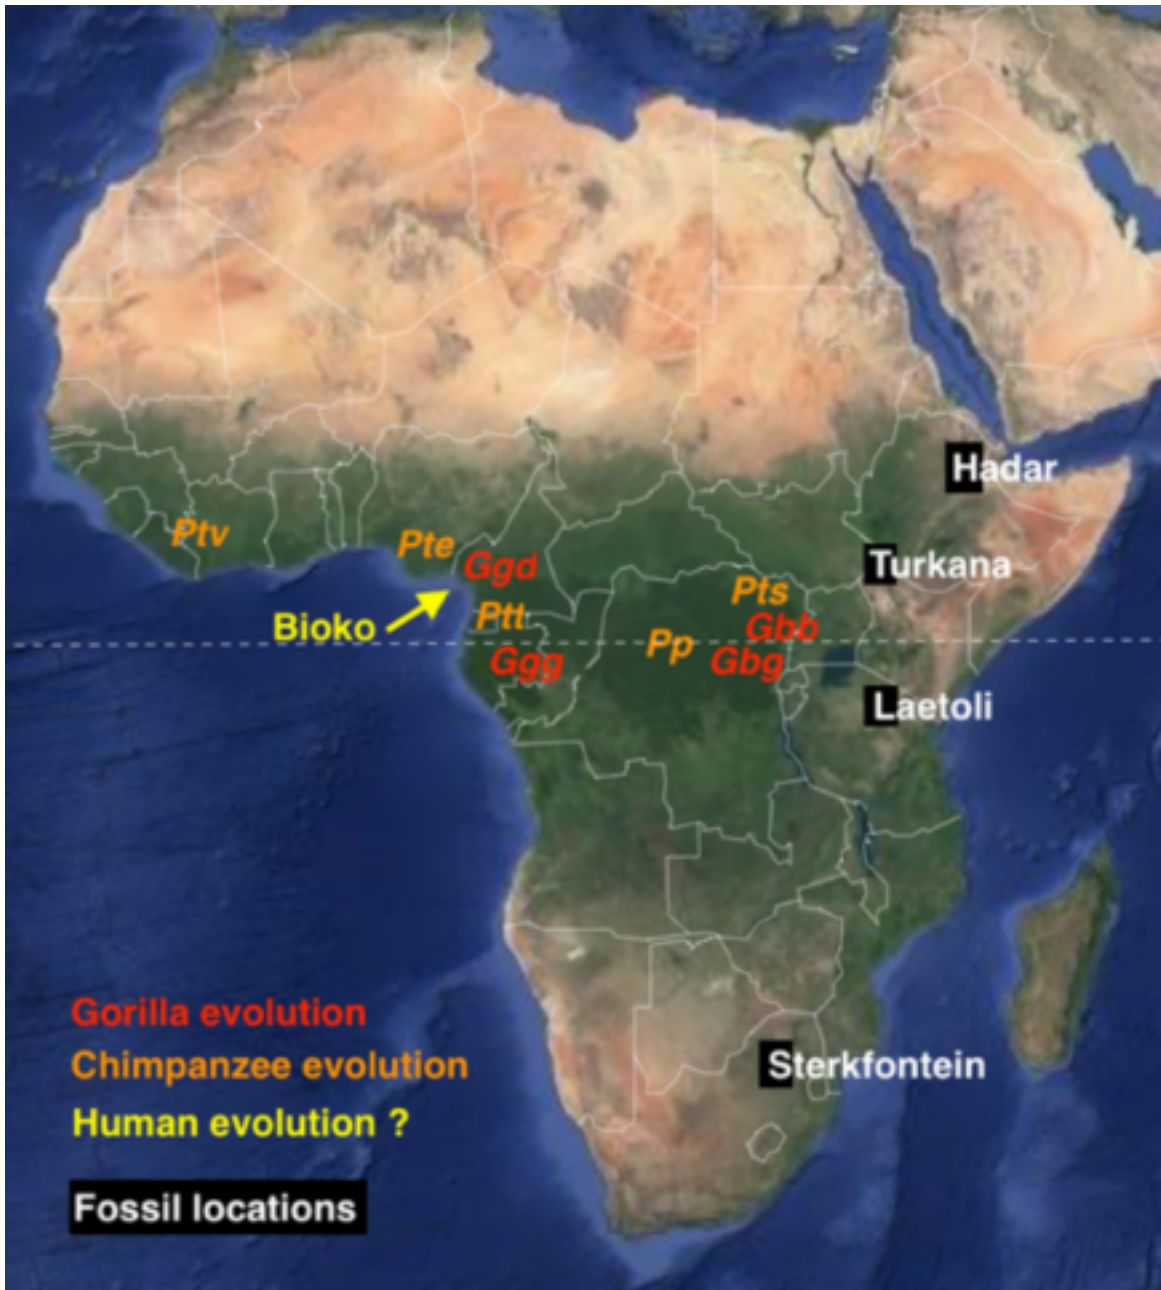 Hadar
Ptv
Pte
Ggd
Turkana
Pts
Bioko
Ptt
Gbb
Pp
Ggg
Gbg
Laetoli
Gorilla evolution
Chimpanzee evolution
Sterkfontein
Human evolution ?
Fossil locations